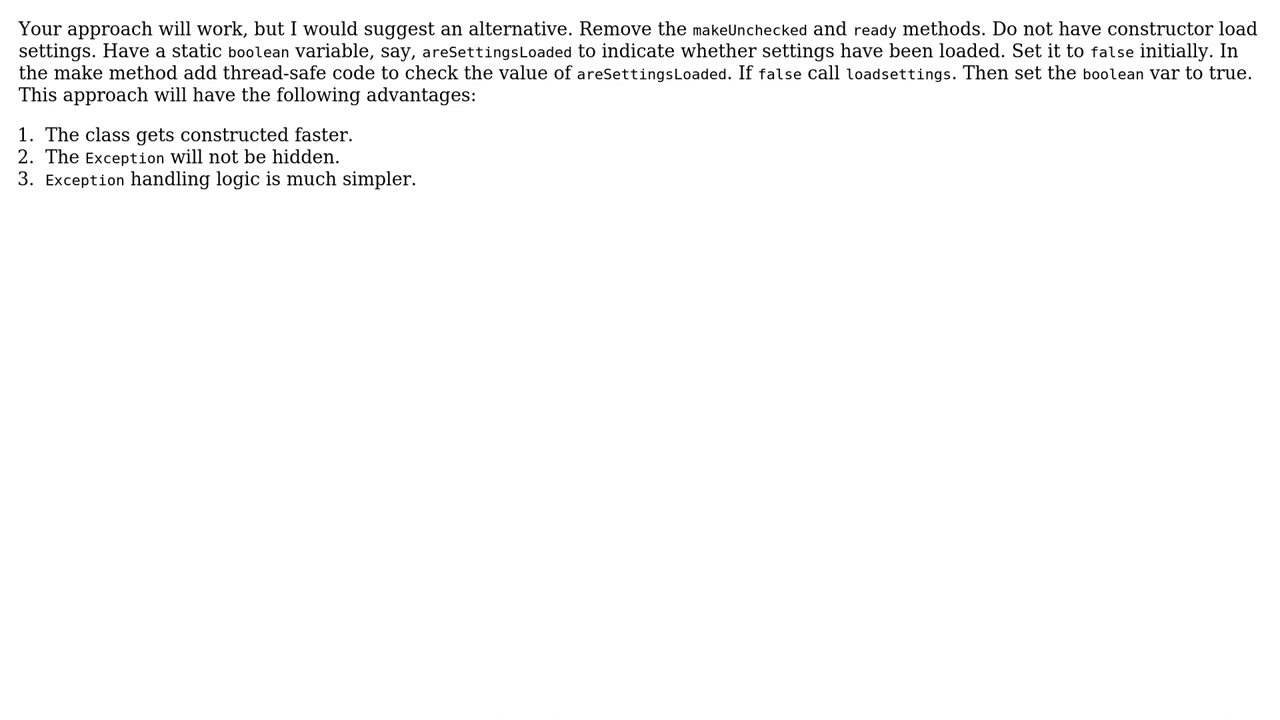 Your approach will work, but I would suggest an alternative. Remove the makeUnchecked and ready methods. Do not have constructor load
settings. Have a static boolean variable, say, areSettingsLoaded to indicate whether settings have been loaded. Set it to false initially. In
the make method add thread-safe code to check the value of areSettingsLoaded. If false call loadsettings. Then set the boolean var to true.
This approach will have the following advantages:
1. The class gets constructed faster.
2. The Exception will not be hidden.
3. Exception handling logic is much simpler.